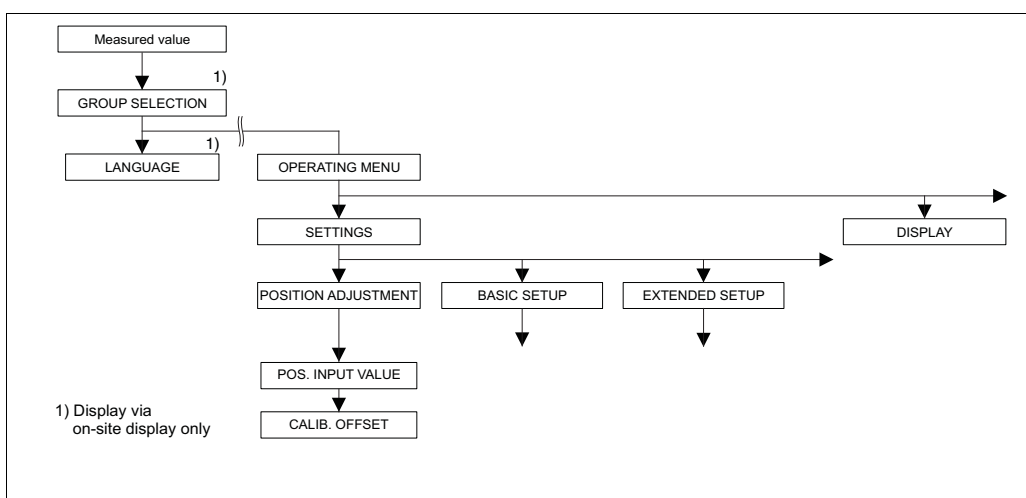 Measured value
1)
GROUP SELECTION
1)
LANGUAGE
OPERATING MENU
SETTINGS
DISPLAY
POSITION ADJUSTMENT
BASIC SETUP
EXTENDED SETUP
POS. INPUT VALUE
CALIB. OFFSET
1) Display via
on-site display only